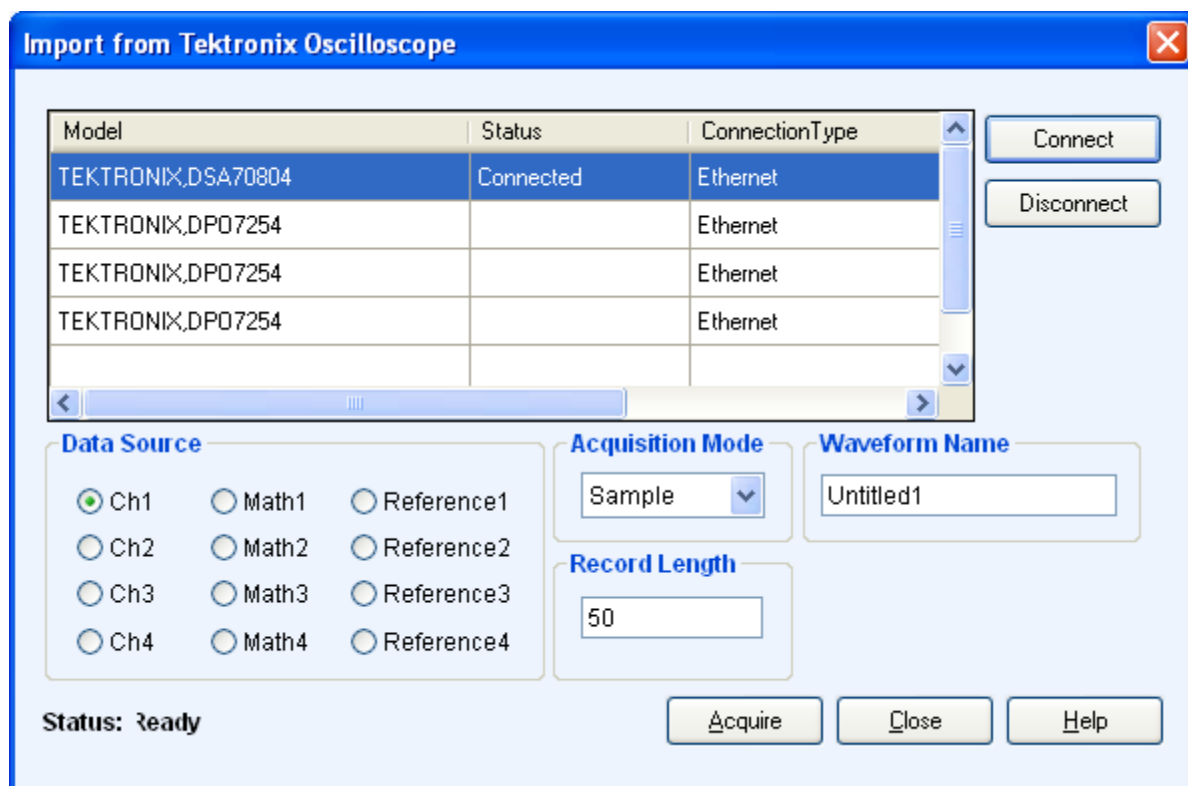 Import from Tektronix Oscilloscope
Model Status ConnectionType
TEKTRONIX,DSA70804 Connected Ethernet
TEKTRONIX,DPO7254 Ethernet
TEKTRONIX,DPO7254 Ethernet
TEKTRONIX,DPO7254 Ethernet
Connect
Disconnect
Data Source
Ch1 Math1 Reference1
Ch2 Math2 Reference2
Ch3 Math3 Reference3
Ch4 Math4 Reference4
Acquisition Mode
Sample
Waveform Name
Untitled1
Record Length
50
Status: Ready
Acquire Close Help